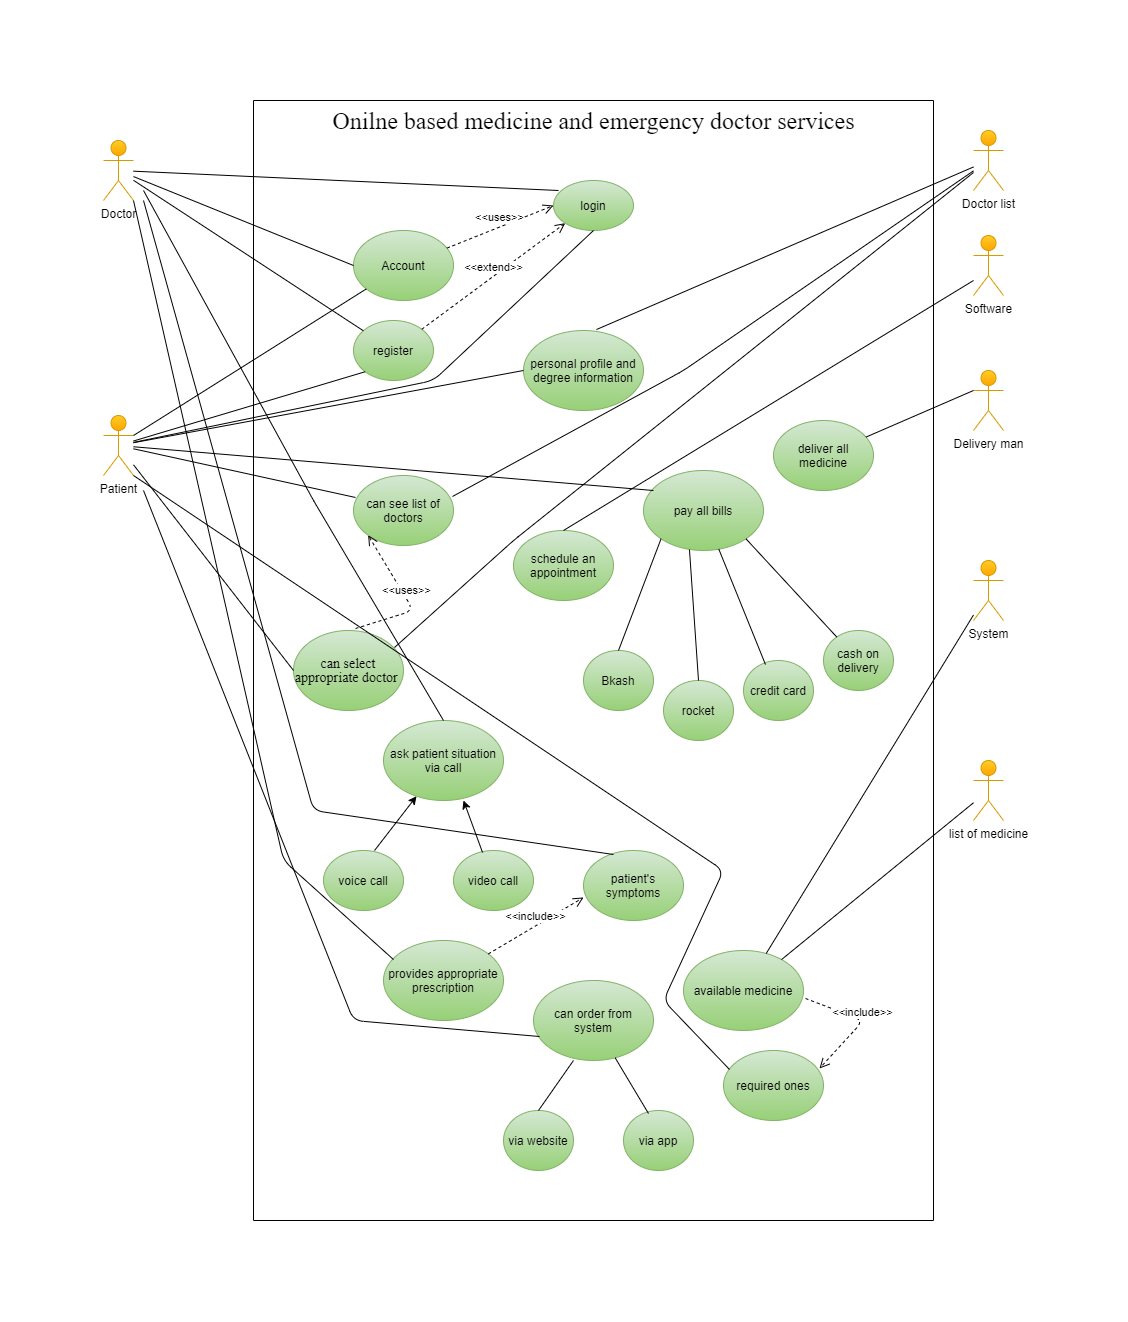 Onilne based medicine and emergency doctor services
Doctor
Doctor list
login
<<uses>>
Account
<<extend>>
Software
register
personal profile and
degree information
Delivery man
deliver all
medicine
Patient
can see list of
doctors
pay all bills
schedule an
appointment
<<uses>>
System
can select
appropriate doctor
Bkash
rocket
credit card
cash on
delivery
ask patient situation
via call
list of medicine
voice call
video call
patient's
symptoms
<<include>>
provides appropriate
prescription
can order from
system
available medicine
<<include>>
required ones
via website
via app